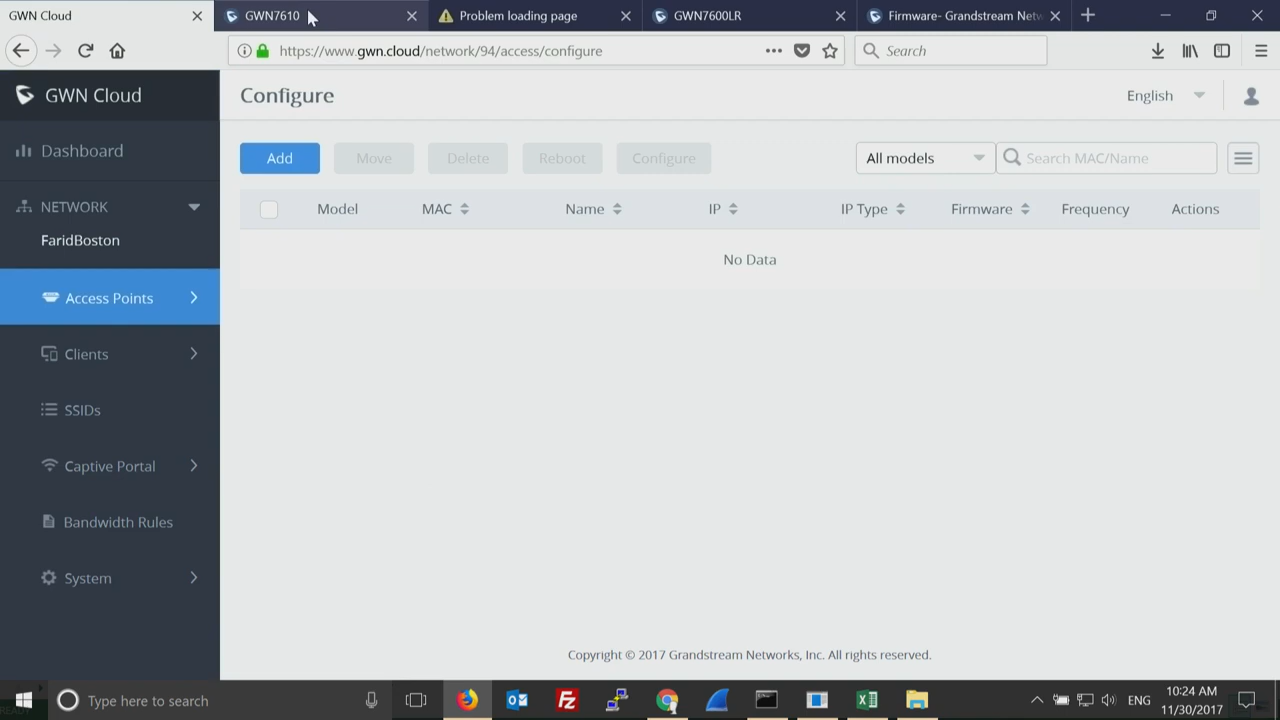 GWN Cloud
GWN7610
Problem loading page
GWN7600LR
Firmware- Grandstream Netw
https://www.gwn.cloud/network/94/access/configure
Search
GWN Cloud
Configure
English
Dashboard
Add
Move
Delete
Reboot
Configure
All models
Search MAC/Name
NETWORK
FaridBoston
Model
MAC
Name
IP
IP Type
Firmware
Frequency
Actions
No Data
Access Points
Clients
SSIDs
Captive Portal
Bandwidth Rules
System
Copyright © 2017 Grandstream Networks, Inc. All rights reserved.
Type here to search
ENG
10:24 AM
11/30/2017